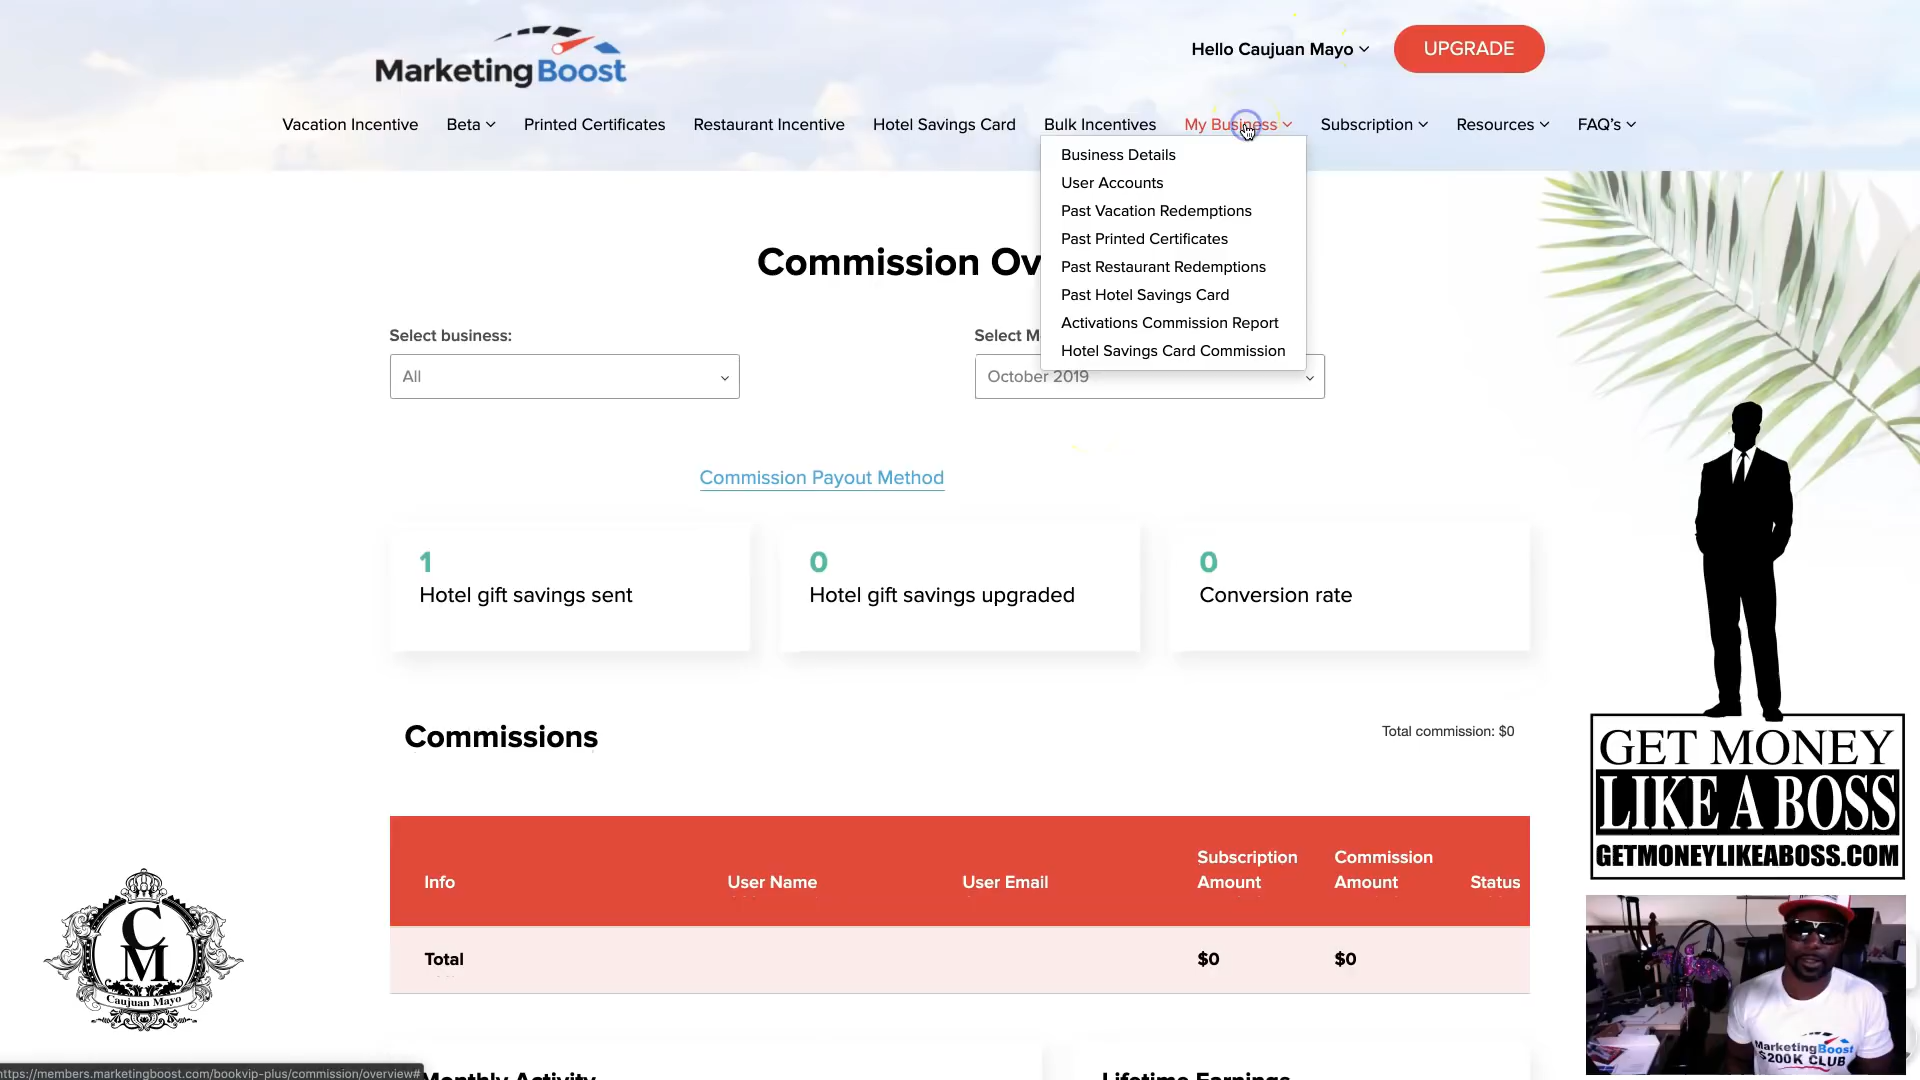 MarketingBoost
Hello Caujuan Mayo
UPGRADE
Vacation Incentive
Beta
Printed Certificates
Restaurant Incentive
Hotel Savings Card
Bulk Incentives
My Business
Subscription
Resources
FAQ's
Business Details
User Accounts
Past Vacation Redemptions
Past Printed Certificates
Past Restaurant Redemptions
Past Hotel Savings Card
Activations Commission Report
Hotel Savings Card Commission
Commission Ov
Select business:
Select M
All
October 2019
Commission Payout Method
1
Hotel gift savings sent
0
Hotel gift savings upgraded
0
Conversion rate
Commissions
Total commission: $0
Info
User Name
User Email
Subscription
Amount
Commission
Amount
Status
Total
$0
$0
Monthly Activity
Lifetime Earnings
GET MONEY
LIKE A BOSS
GETMONEYLIKEABOSS.COM
CM
Caujuan Mayo
MarketingBoost
$200K CLUB
https://members.marketingboost.com/bookvip-plus/commission/overview#